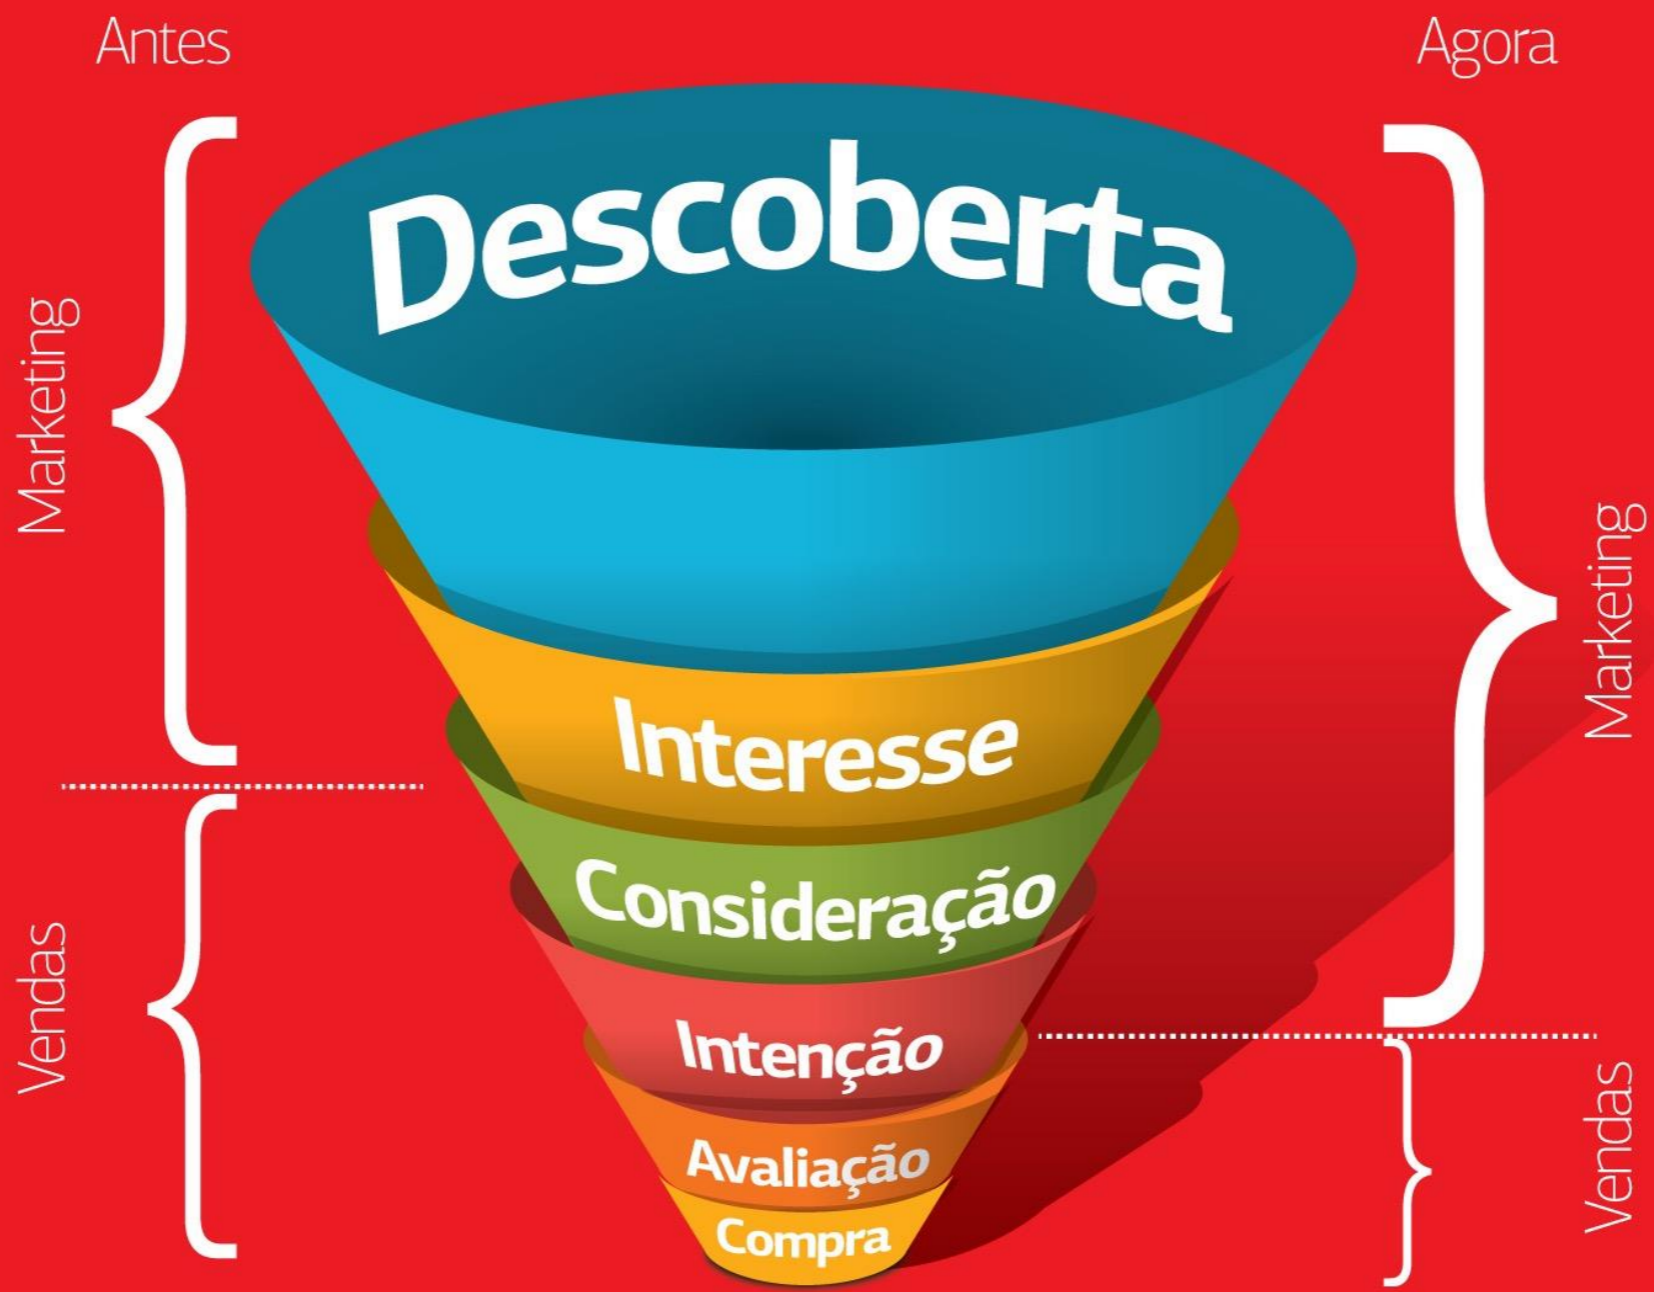 Antes
Agora
Marketing
Vendas
Descoberta
Interesse
Consideração
Intenção
Avaliação
Compra
Marketing
Vendas